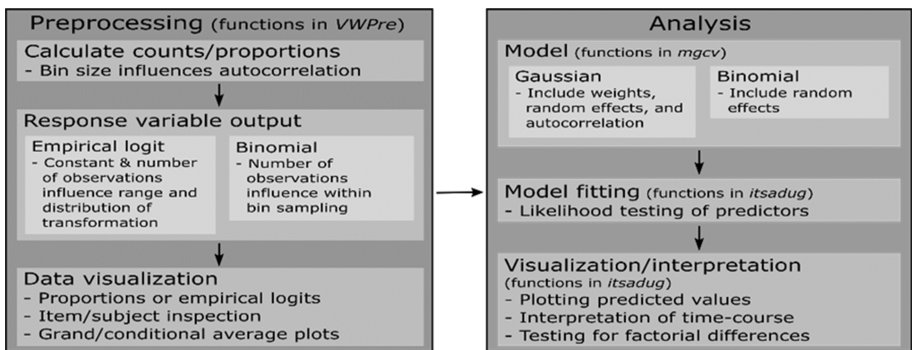 Preprocessing (functions in VWPre)
Calculate counts/proportions
- Bin size influences autocorrelation
Response variable output
Empirical logit
- Constant & number
of observations
influence range and
distribution of
transformation
Binomial
- Number of
observations
influence within
bin sampling
Data visualization
- Proportions or empirical logits
- Item/subject inspection
- Grand/conditional average plots
Analysis
Model (functions in mgcv)
Gaussian
- Include weights,
random effects, and
autocorrelation
Binomial
- Include random
effects
Model fitting (functions in itsadug)
- Likelihood testing of predictors
Visualization/interpretation
(functions in itsadug)
- Plotting predicted values
- Interpretation of time-course
- Testing for factorial differences